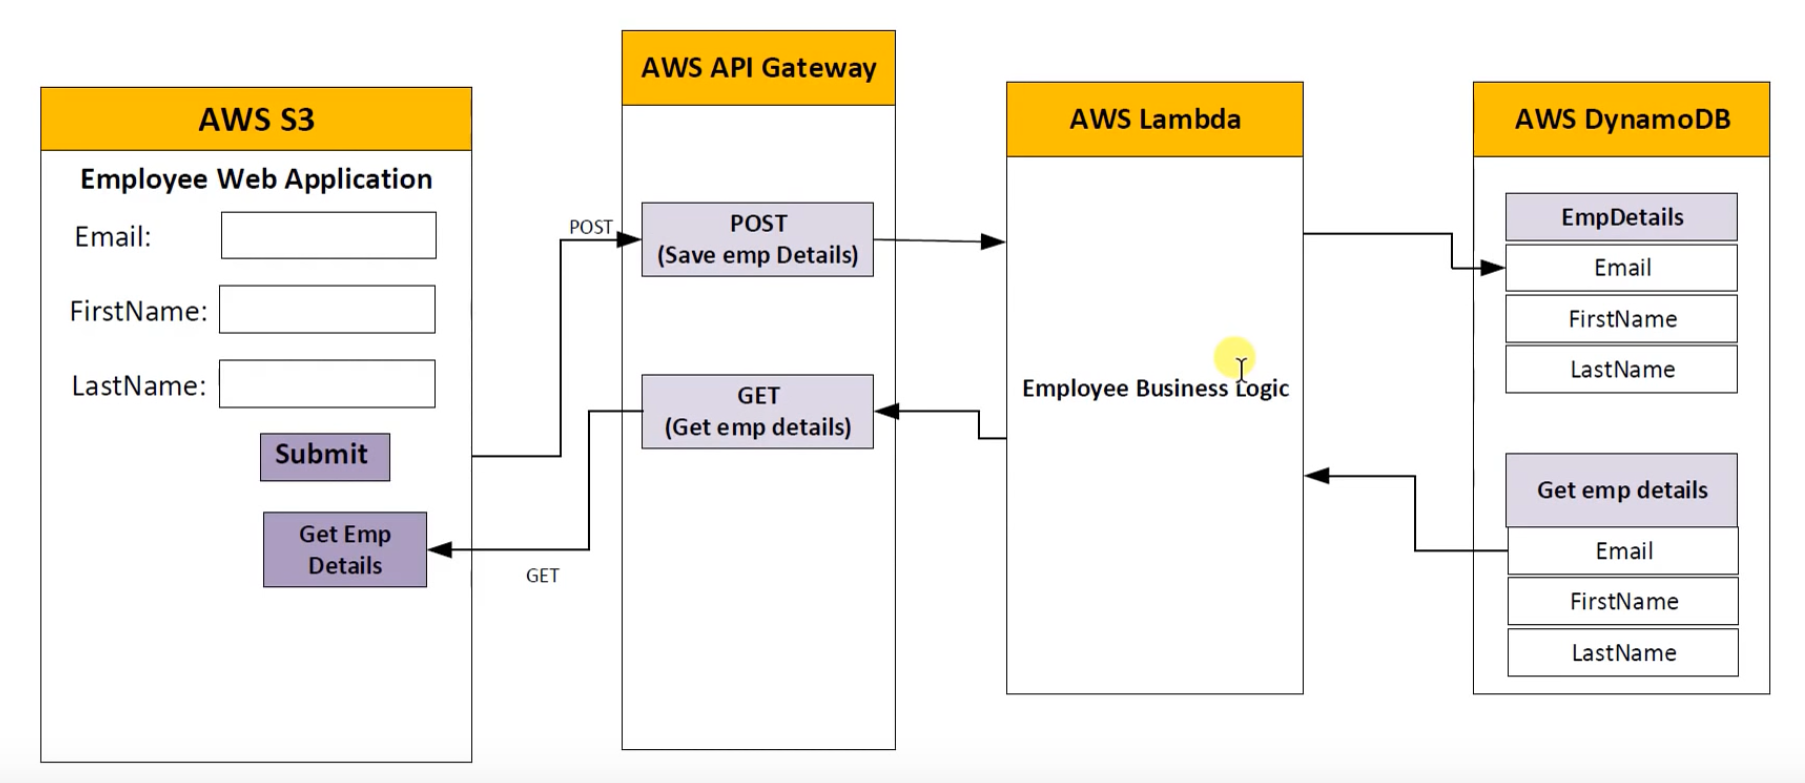 AWS S3
Employee Web Application
Email:
FirstName:
LastName:
Submit
Get Emp
Details
POST
GET
AWS API Gateway
POST
(Save emp Details)
GET
(Get emp details)
AWS Lambda
Employee Business Logic
AWS DynamoDB
EmpDetails
Email
FirstName
LastName
Get emp details
Email
FirstName
LastName